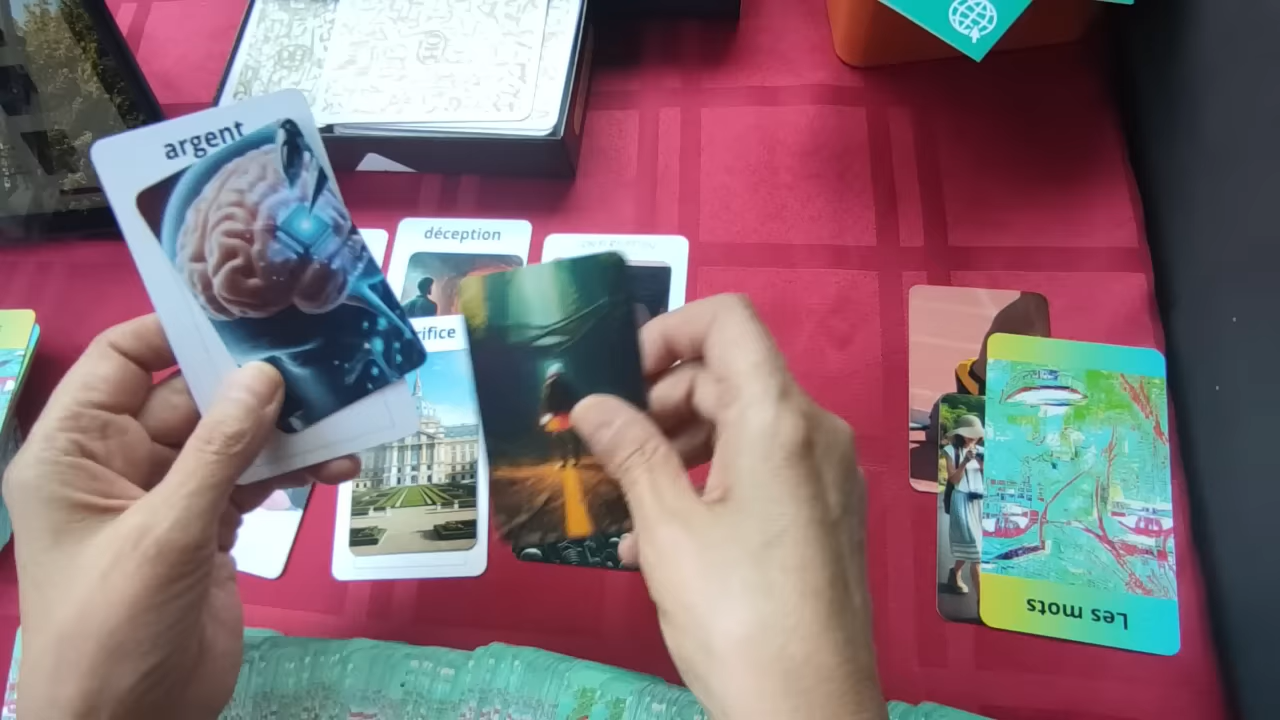 argent
déception
rifice
Les mots